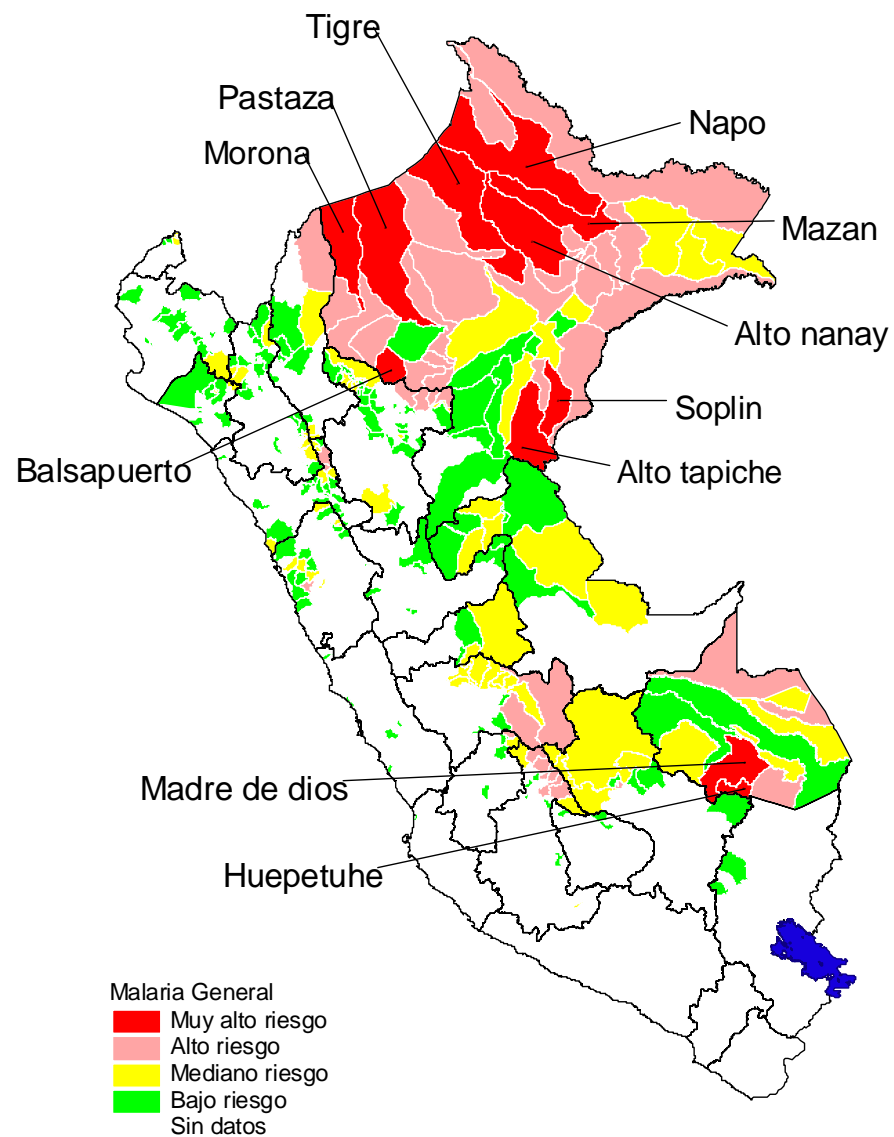 Tigre
Pastaza
Napo
Morona
Mazan
Alto nanay
Soplin
Balsapuerto
Alto tapiche
Madre de dios
Huepetuhe
Malaria General
Muy alto riesgo
Alto riesgo
Mediano riesgo
Bajo riesgo
Sin datos